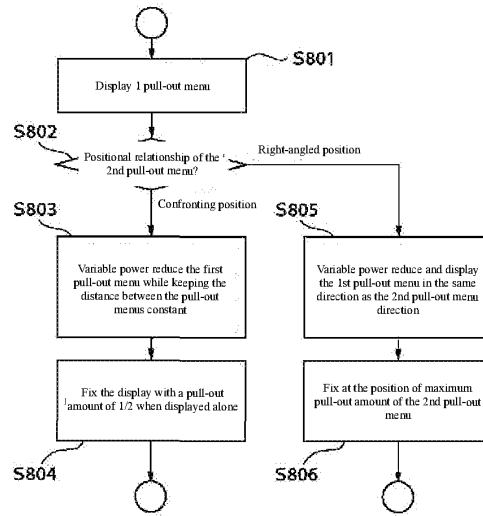 S801
Display 1 pull-out menu
S802
Positional relationship of the
2nd pull-out menu?
Right-angled position
Confronting position
S803
Variable power reduce the first
pull-out menu while keeping the
distance between the pull-out
menus constant
S805
Variable power reduce and display
the 1st pull-out menu in the same
direction as the 2nd pull-out menu
direction
Fix the display with a pull-out
amount of 1/2 when displayed alone
S804
Fix at the position of maximum
pull-out amount of the 2nd pull-out
menu
S806